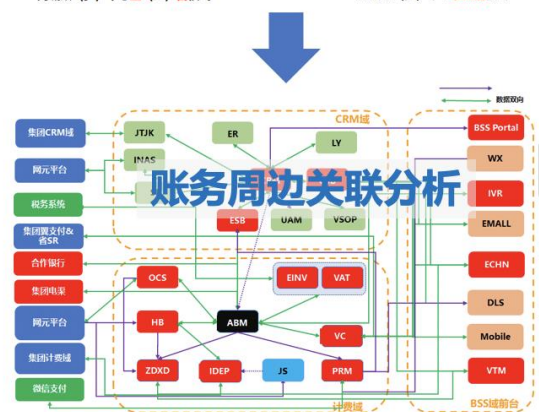 数据双向
CRM域
集团CRM域
JTJK
ER
LY
BSS Portal
网元平台
INAS
WX
税务系统
账务周边关联分析
IVR
集团翼支付&
省SR
ESB
UAM
VSOP
EMALL
合作银行
OCS
EINV
VAT
ECHN
集团电渠
DLS
网元平台
HB
ABM
VC
Mobile
集团计费域
ZDXD
IDEP
JS
PRM
VTM
微信支付
计费域
BSS域前台